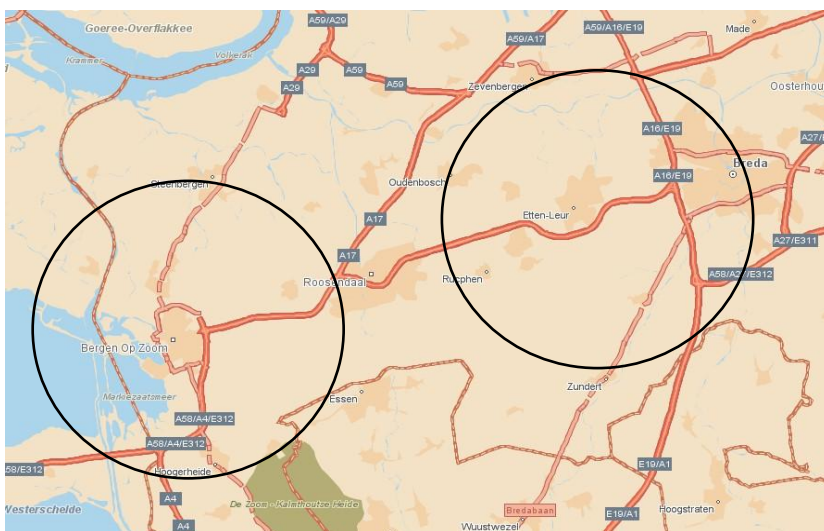 Goeree-Overflakkee
A59/A29
A59/A17
A59/A16/E19
Made
Krammer
Volkerak
A29
A59
Zevenbergen
A59
A29
Oosterhou
A16/E19
A27/
Breda
A16/E19
Steenbergen
Oudenbosch
Etten-Leur
A17
A27/E311
A17
Roosendaal
Rucphen
A58/A27/E312
Bergen Op Zoom
Zundert
Markiezaatsmeer
Essen
A58/A4/E312
A58/A4/E312
58/E312
Hoogerheide
E19/A1
A4
De Zoom - Kalmthoutze Heide
Westerschelde
Bredabaan
E19/A1
Hoogstraten
A4
Wuustwezel